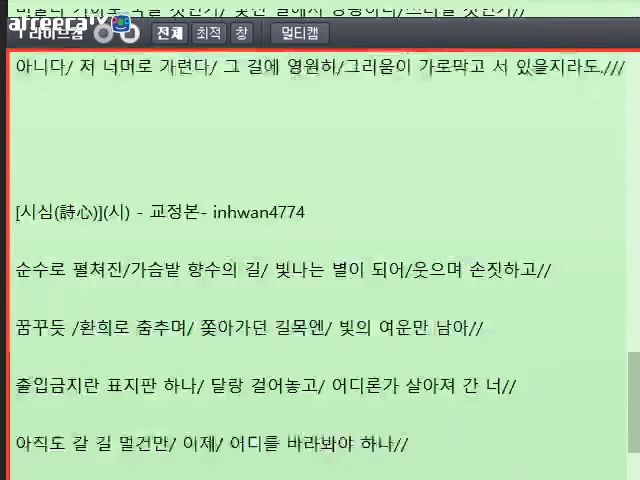 afreecaTV
라이브캠 전체 최적 창 멀티캠
아니다/ 저 너머로 가련다/ 그 길에 영원히/그리움이 가로막고 서 있을지라도.///
[시심(詩心)](시) - 교정본- inhwan4774
순수로 펼쳐진/가슴밭 향수의 길/ 빛나는 별이 되어/웃으며 손짓하고//
꿈꾸듯 /환희로 춤추며/ 쫓아가던 길목엔/ 빛의 여운만 남아//
출입금지란 표지판 하나/ 달랑 걸어놓고/ 어디론가 살아져 간 너//
아직도 갈 길 멀건만/ 이제/ 어디를 바라봐야 하나//